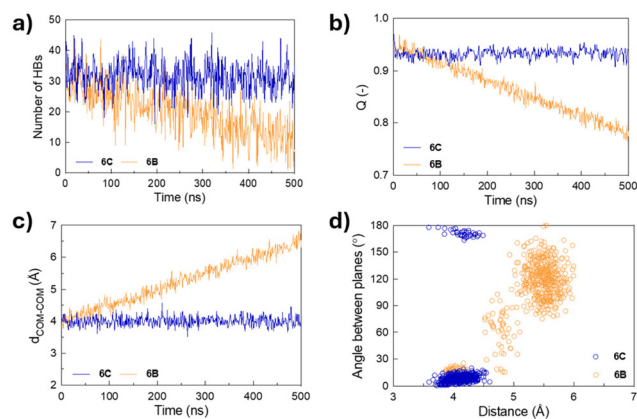 a)
Number of HBs
50
40
30
20
10
0
0 100 200 300 400 500
Time (ns)
6C 6B
b)
Q (-)
1.0
0.9
0.8
0.7
0 100 200 300 400 500
Time (ns)
6C
6B
c)
dCOM-COM (Å)
7
6
5
4
3
2
0 100 200 300 400 500
Time (ns)
6C 6B
d)
Angle between planes (°)
180
150
120
90
60
30
0
3 4 5 6 7
Distance (Å)
6C
6B